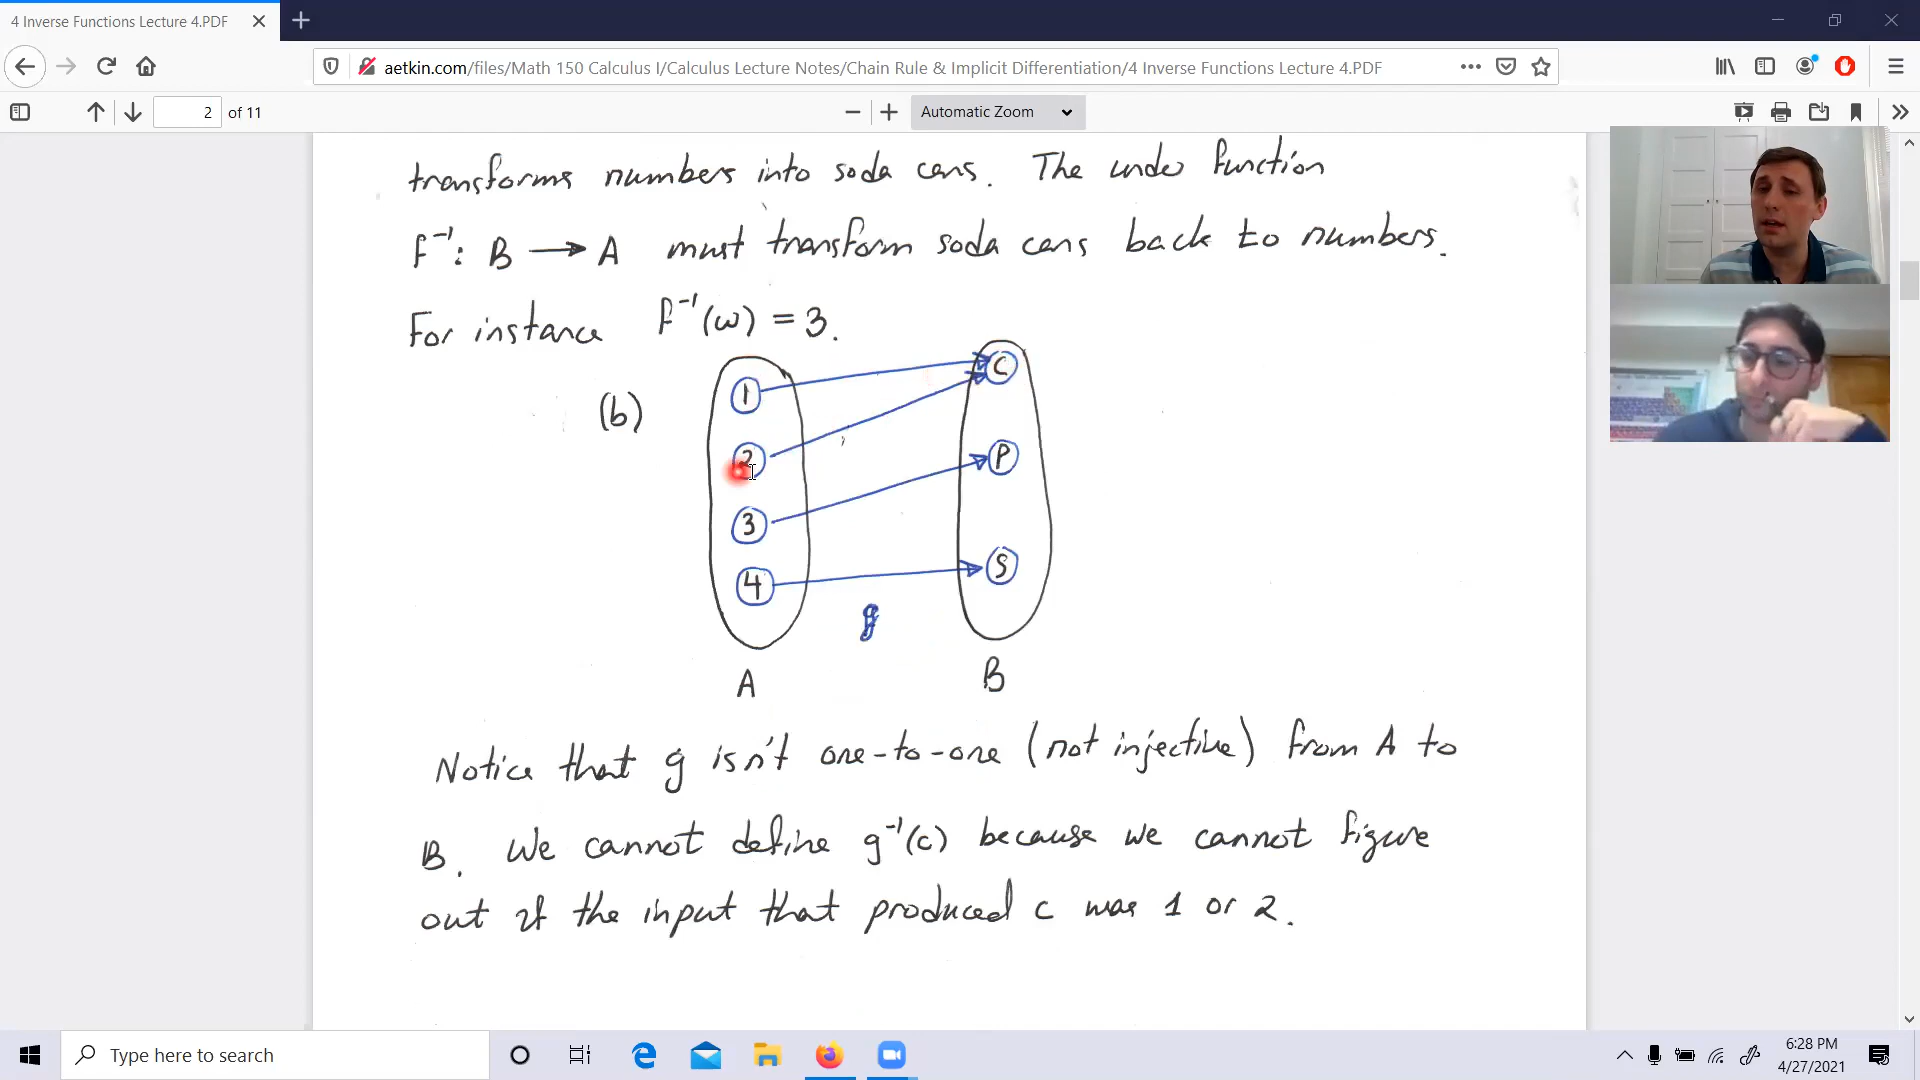 4 Inverse Functions Lecture 4.PDF
aetkin.com/files/Math 150 Calculus I/Calculus Lecture Notes/Chain Rule & Implicit Differentiation/4 Inverse Functions Lecture 4.PDF
2 of 11
Automatic Zoom
transforms numbers into soda cans. The undo function
f⁻¹: B → A must transform soda cans back to numbers.
For instance f⁻¹(w) = 3.
(b)
1
C
2
P
3
S
4
g
A
B
Notice that g isn't one-to-one (not injective) from A to
B. We cannot define g⁻¹(c) because we cannot figure
out if the input that produced c was 1 or 2.
Type here to search
6:28 PM
4/27/2021